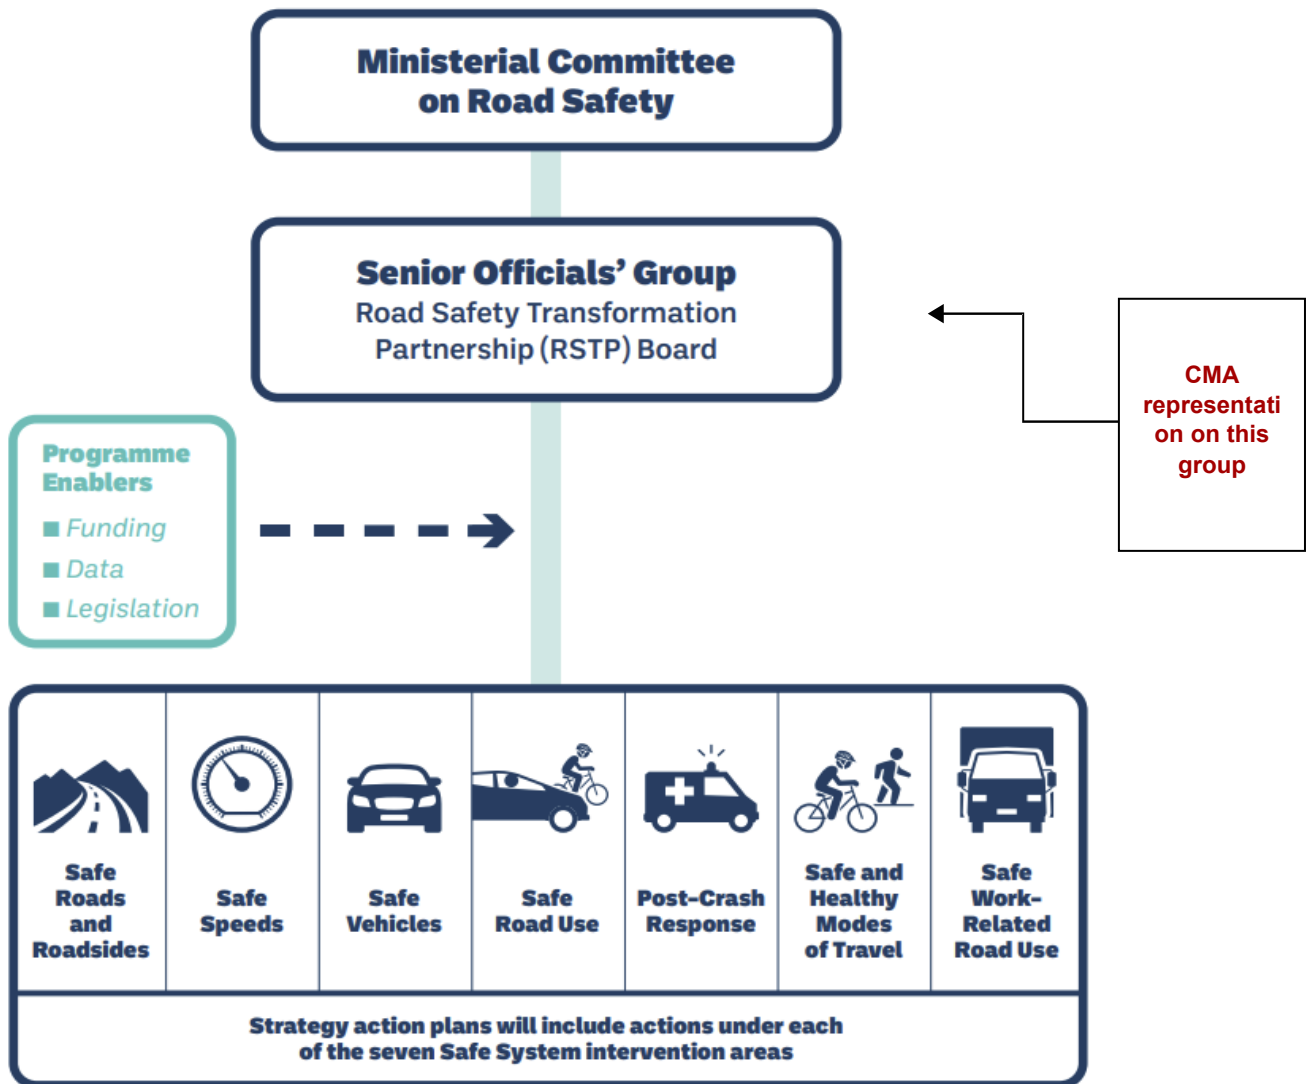 Ministerial Committee
on Road Safety
Senior Officials’ Group
Road Safety Transformation
Partnership (RSTP) Board
CMA
representati
on on this
group
Programme
Enablers
■ Funding
■ Data
■ Legislation
Safe
Roads
and
Roadsides
Safe
Speeds
Safe
Vehicles
Safe
Road Use
Post-Crash
Response
Safe and
Healthy
Modes
of Travel
Safe
Work-
Related
Road Use
Strategy action plans will include actions under each
of the seven Safe System intervention areas